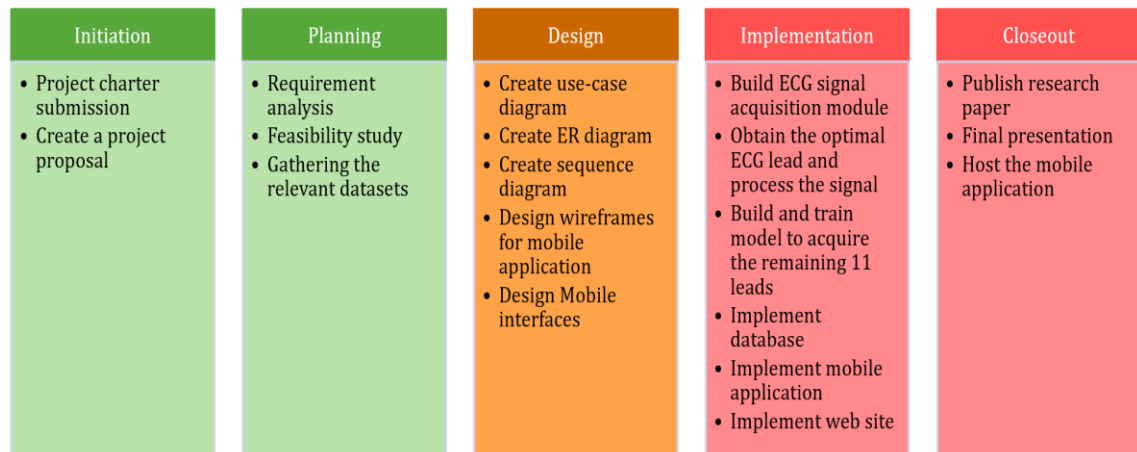 Initiation
• Project charter
submission
• Create a project
proposal
Planning
• Requirement
analysis
• Feasibility study
• Gathering the
relevant datasets
Design
• Create use-case
diagram
• Create ER diagram
• Create sequence
diagram
• Design wireframes
for mobile
application
• Design Mobile
interfaces
Implementation
• Build ECG signal
acquisition module
• Obtain the optimal
ECG lead and
process the signal
• Build and train
model to acquire
the remaining 11
leads
• Implement
database
• Implement mobile
application
• Implement web site
Closeout
• Publish research
paper
• Final presentation
• Host the mobile
application